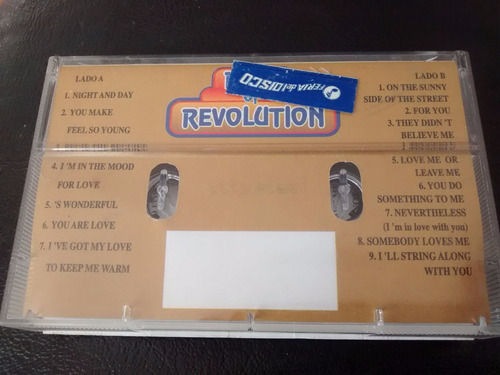 LADO A
1. NIGHT AND DAY
2. YOU MAKE
FEEL SO YOUNG
4. I 'M IN THE MOOD
FOR LOVE
5. 'S WONDERFUL
6. YOU ARE LOVE
7. I 'VE GOT MY LOVE
TO KEEP ME WARM
FERIA del DISCO
REVOLUTION
LADO B
1. ON THE SUNNY
SIDE OF THE STREET
2. FOR YOU
3. THEY DIDN 'T
BELIEVE ME
5. LOVE ME OR
LEAVE ME
6. YOU DO
SOMETHING TO ME
7. NEVERTHELESS
(I 'm in love with you)
8. SOMEBODY LOVES ME
9. I 'LL STRING ALONG
WITH YOU